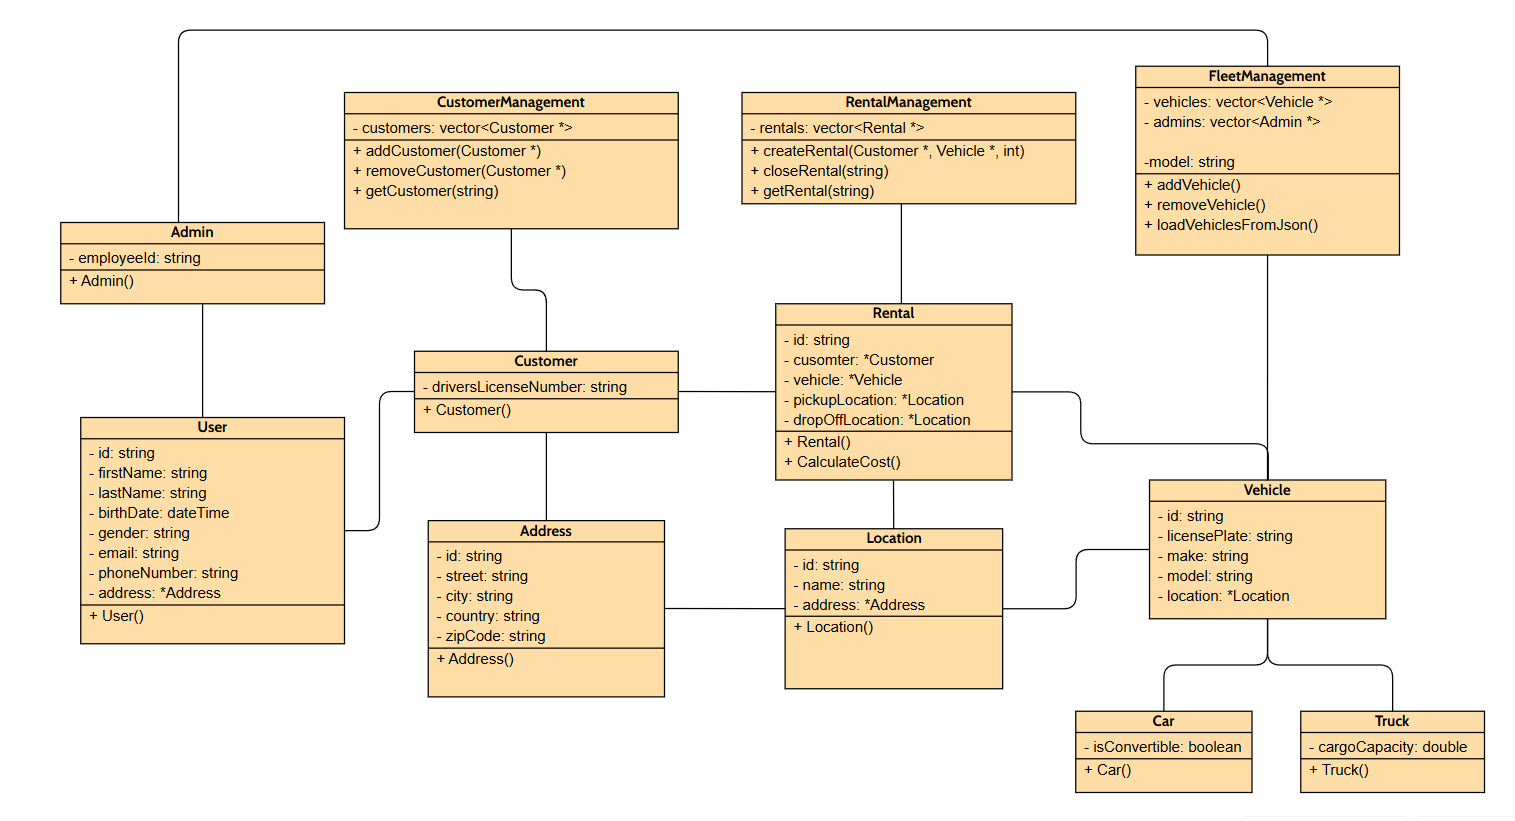 FleetManagement
- vehicles: vector<Vehicle *>
- admins: vector<Admin *>
-model: string
+ addVehicle()
+ removeVehicle()
+ loadVehiclesFromJson()
CustomerManagement
- customers: vector<Customer *>
+ addCustomer(Customer *)
+ removeCustomer(Customer *)
+ getCustomer(string)
RentalManagement
- rentals: vector<Rental *>
+ createRental(Customer *, Vehicle *, int)
+ closeRental(string)
+ getRental(string)
Admin
- employeeId: string
+ Admin()
Rental
- id: string
- cusomter: *Customer
- vehicle: *Vehicle
- pickupLocation: *Location
- dropOffLocation: *Location
+ Rental()
+ CalculateCost()
Customer
- driversLicenseNumber: string
+ Customer()
User
- id: string
- firstName: string
- lastName: string
- birthDate: dateTime
- gender: string
- email: string
- phoneNumber: string
- address: *Address
+ User()
Address
- id: string
- street: string
- city: string
- country: string
- zipCode: string
+ Address()
Location
- id: string
- name: string
- address: *Address
+ Location()
Vehicle
- id: string
- licensePlate: string
- make: string
- model: string
- location: *Location
Car
- isConvertible: boolean
+ Car()
Truck
- cargoCapacity: double
+ Truck()